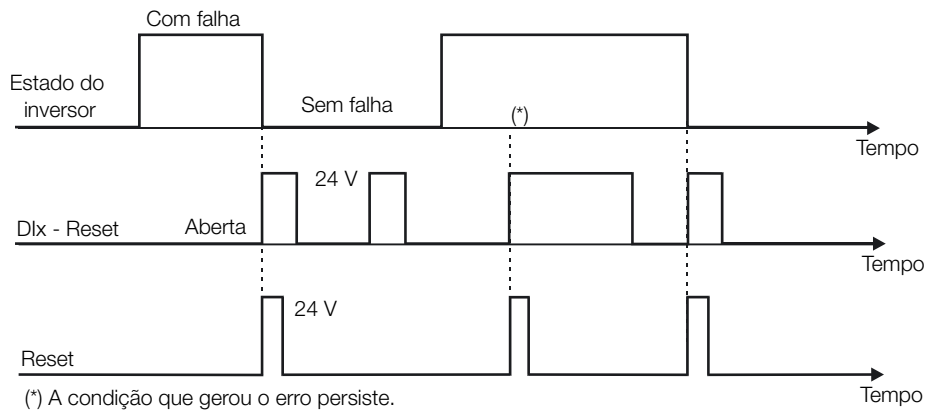 Com falha
Estado do
inversor
Sem falha
(*)
Tempo
24 V
DIx - Reset
Aberta
Tempo
24 V
Reset
(*) A condição que gerou o erro persiste.
Tempo